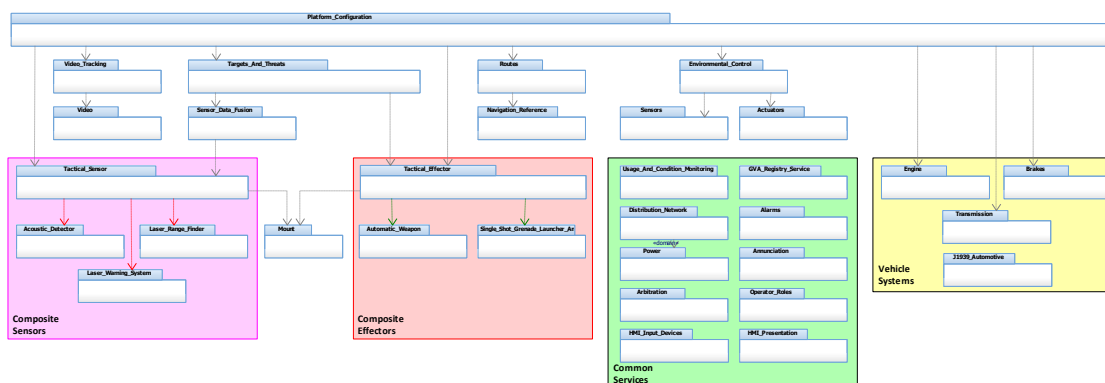 Platform_Configuration
Video_Tracking
Targets_And_Threats
Routes
Environmental_Control
Video
Sensor_Data_Fusion
Navigation_Reference
Sensors
Actuators
Tactical_Sensor
Tactical_Effector
Usage_And_Condition_Monitoring
GVA_Registry_Service
Engine
Brakes
Distribution_Network
Alarms
Transmission
Acoustic_Detector
Laser_Range_Finder
Mount
Automatic_Weapon
Single_Shot_Grenade_Launcher_Ar
«domain»
Power
Annunciation
J1939_Automotive
Laser_Warning_System
Vehicle
Systems
Arbitration
Operator_Roles
Composite
Sensors
Composite
Effectors
HMI_Input_Devices
HMI_Presentation
Common
Services